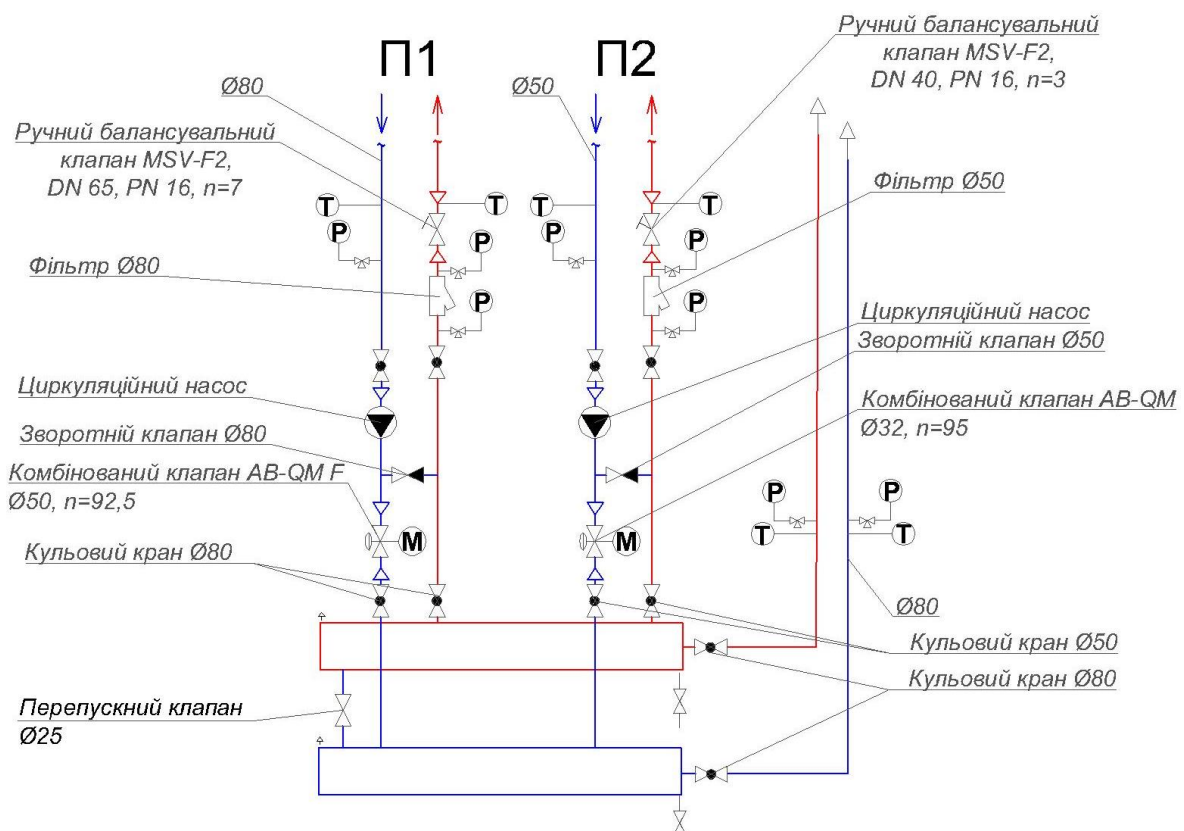 П1
П2
Ручний балансувальний
клапан MSV-F2,
DN 40, PN 16, n=3
Ø80
Ø50
Ручний балансувальний
клапан MSV-F2,
DN 65, PN 16, n=7
Фільтр Ø50
T
T
T
T
P
P
P
P
Фільтр Ø80
P
P
Циркуляційний насос
Зворотній клапан Ø50
Циркуляційний насос
Комбінований клапан AB-QM
Ø32, n=95
Зворотній клапан Ø80
Комбінований клапан AB-QM F
Ø50, n=92,5
P
P
M
M
T
T
Кульовий кран Ø80
Ø80
Кульовий кран Ø50
Кульовий кран Ø80
Перепускний клапан
Ø25